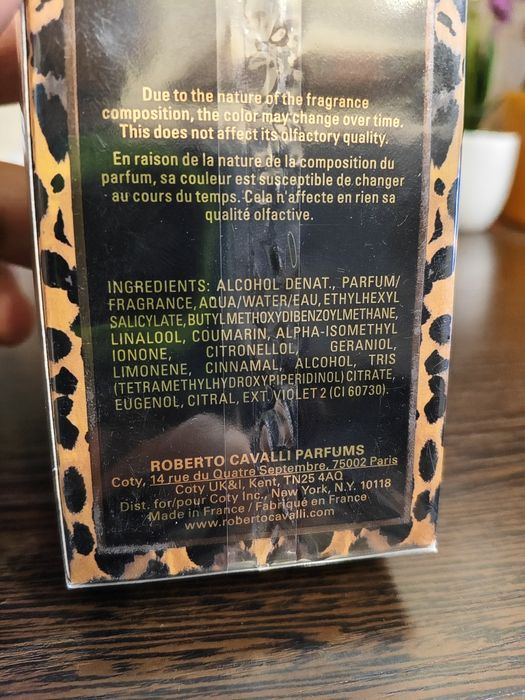 Due to the nature of the fragrance
composition, the color may change over time.
This does not affect its olfactory quality.
En raison de la nature de la composition du
parfum, sa couleur est susceptible de changer
au cours du temps. Cela n'affecte en rien sa
qualité olfactive.
INGREDIENTS: ALCOHOL DENAT., PARFUM/
FRAGRANCE, AQUA/WATER/EAU, ETHYLHEXYL
SALICYLATE, BUTYLMETHOXYDIBENZOYLMETHANE,
LINALOOL, COUMARIN, ALPHA-ISOMETHYL
IONONE, CITRONELLOL, GERANIOL,
LIMONENE, CINNAMAL, ALCOHOL, TRIS
(TETRAMETHYLHYDROXYPIPERIDINOL) CITRATE,
EUGENOL, CITRAL, EXT. VIOLET 2 (CI 60730).
ROBERTO CAVALLI PARFUMS
Coty, 14 rue du Quatre Septembre, 75002 Paris
Coty UK&I, Kent, TN25 4AQ
Dist. for/pour Coty Inc., New York, N.Y. 10118
Made in France / Fabriqué en France
www.robertocavalli.com